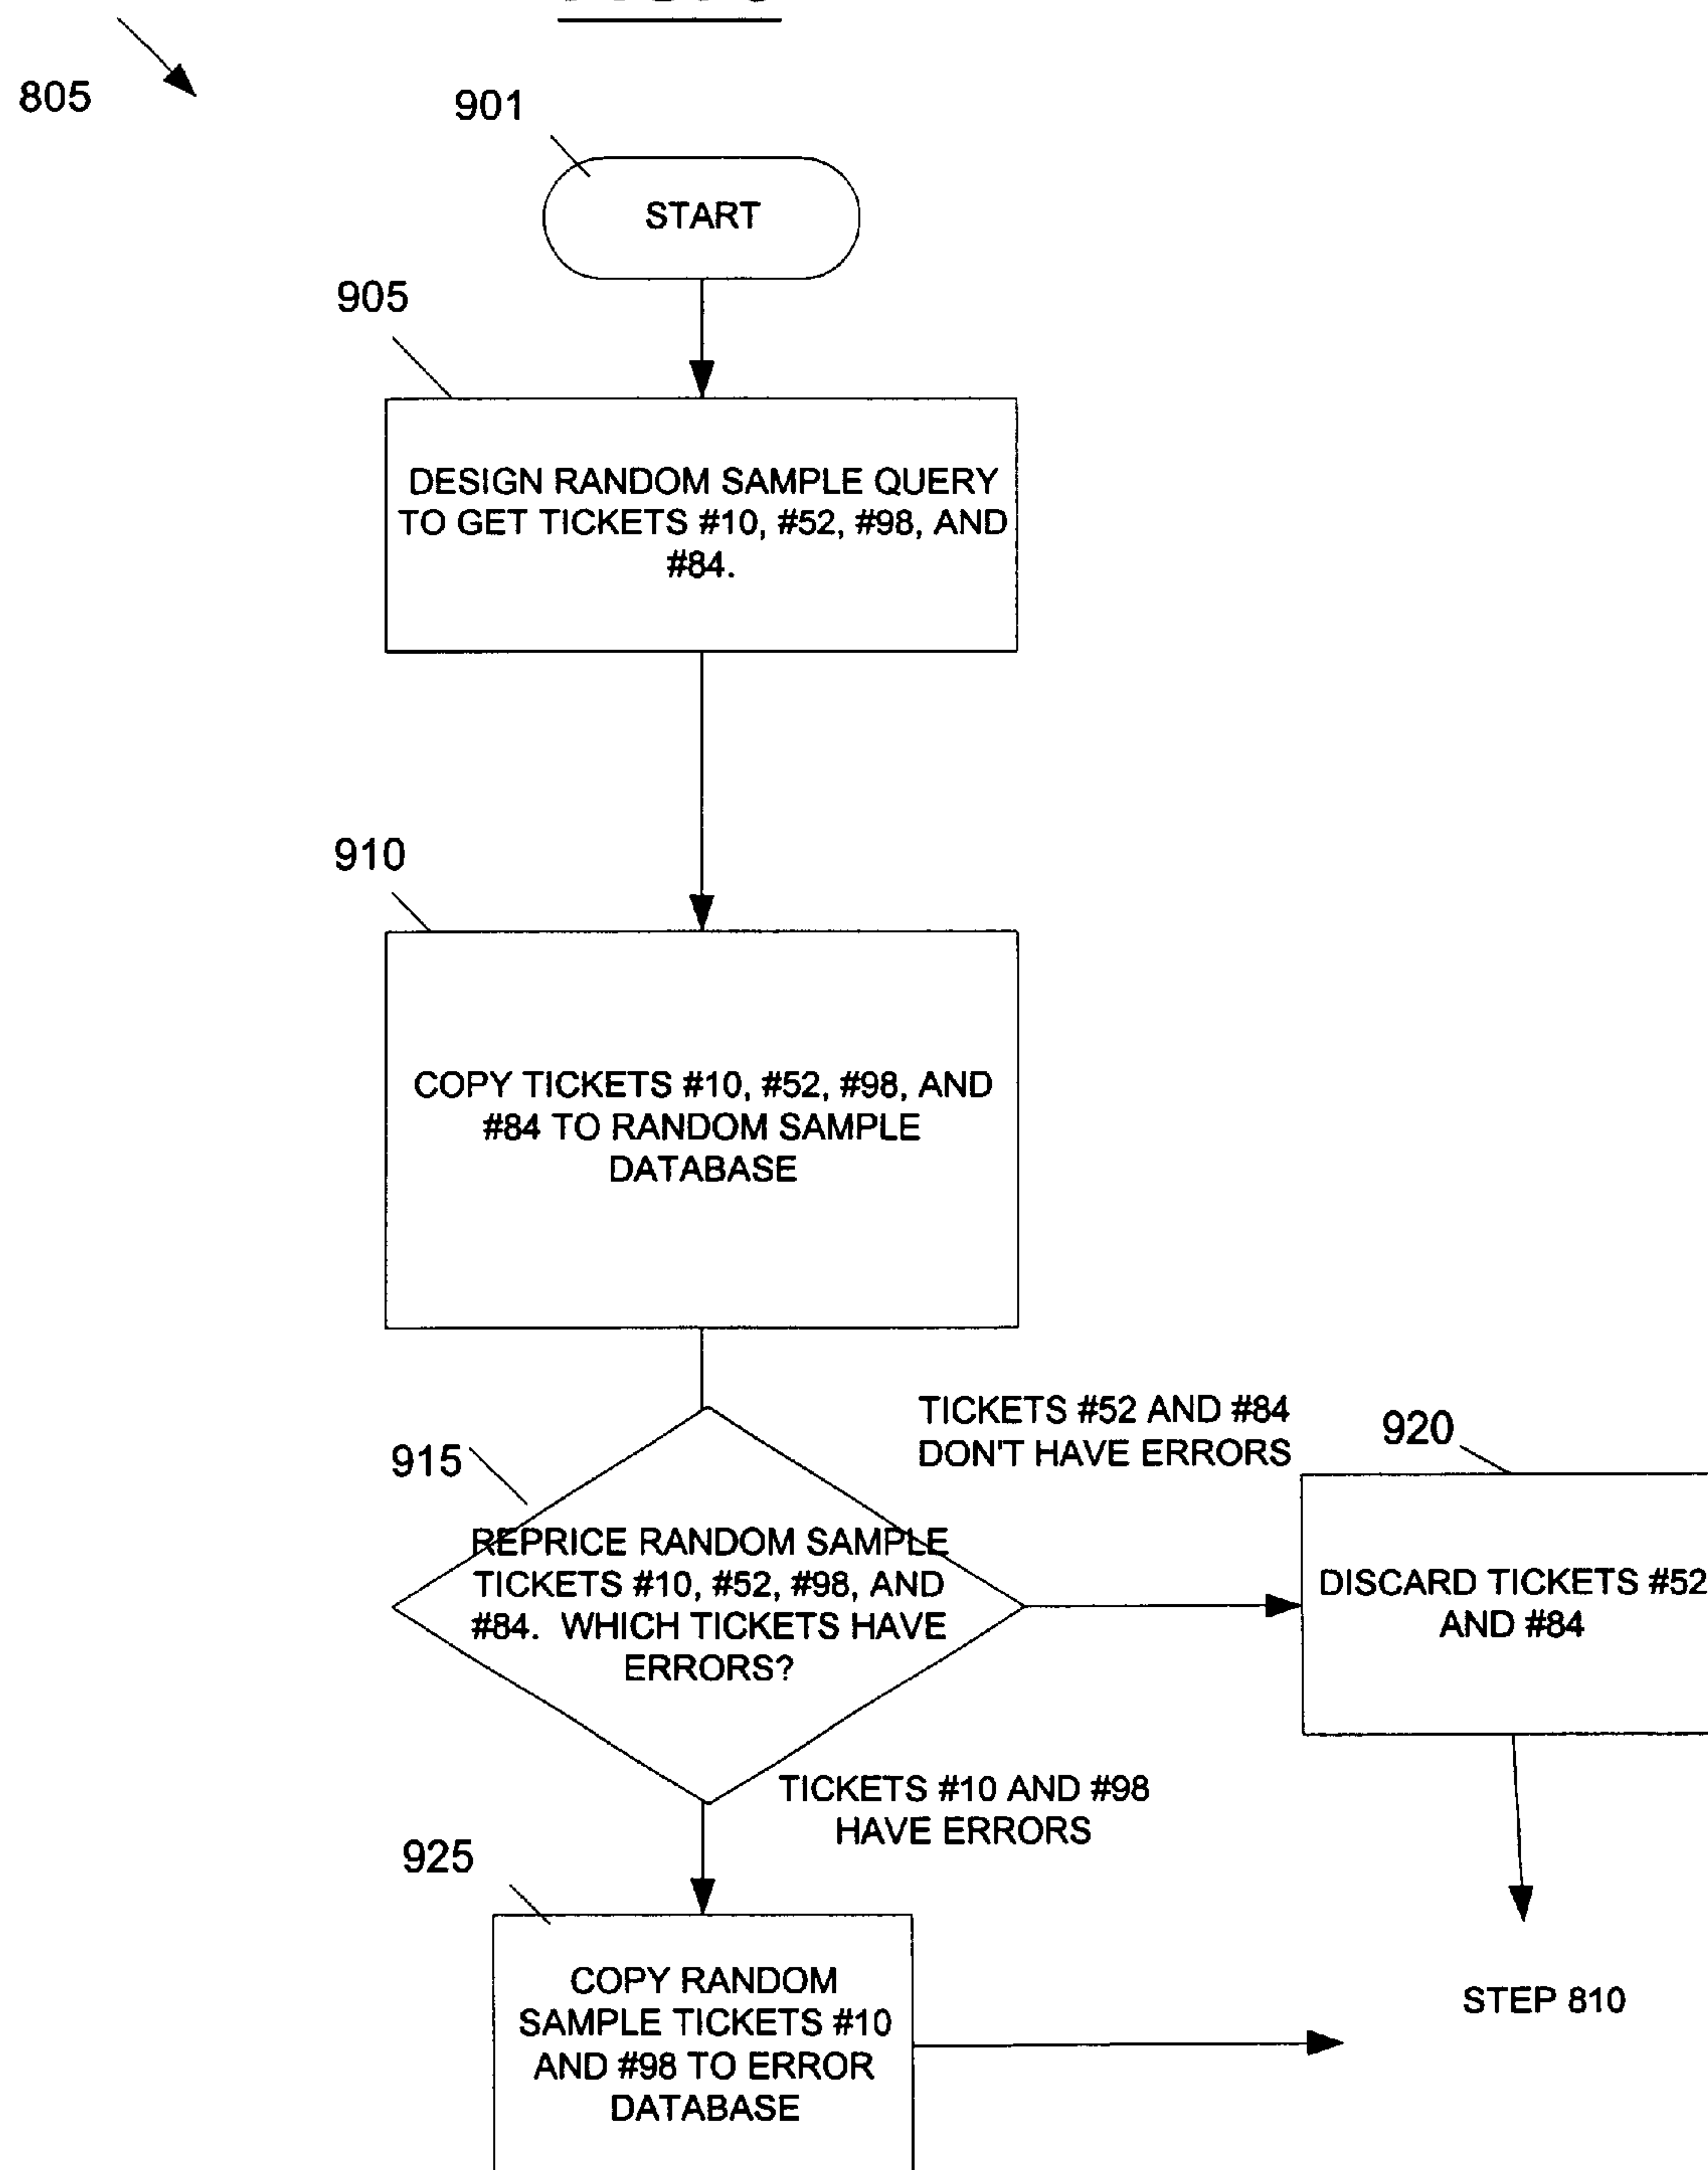 805
901
START
905
DESIGN RANDOM SAMPLE QUERY
TO GET TICKETS #10, #52, #98, AND
#84.
910
COPY TICKETS #10, #52, #98, AND
#84 TO RANDOM SAMPLE
DATABASE
TICKETS #52 AND #84
DON'T HAVE ERRORS
920
915
REPRICE RANDOM SAMPLE
TICKETS #10, #52, #98, AND
#84. WHICH TICKETS HAVE
ERRORS?
DISCARD TICKETS #52
AND #84
TICKETS #10 AND #98
HAVE ERRORS
925
COPY RANDOM
SAMPLE TICKETS #10
AND #98 TO ERROR
DATABASE
STEP 810